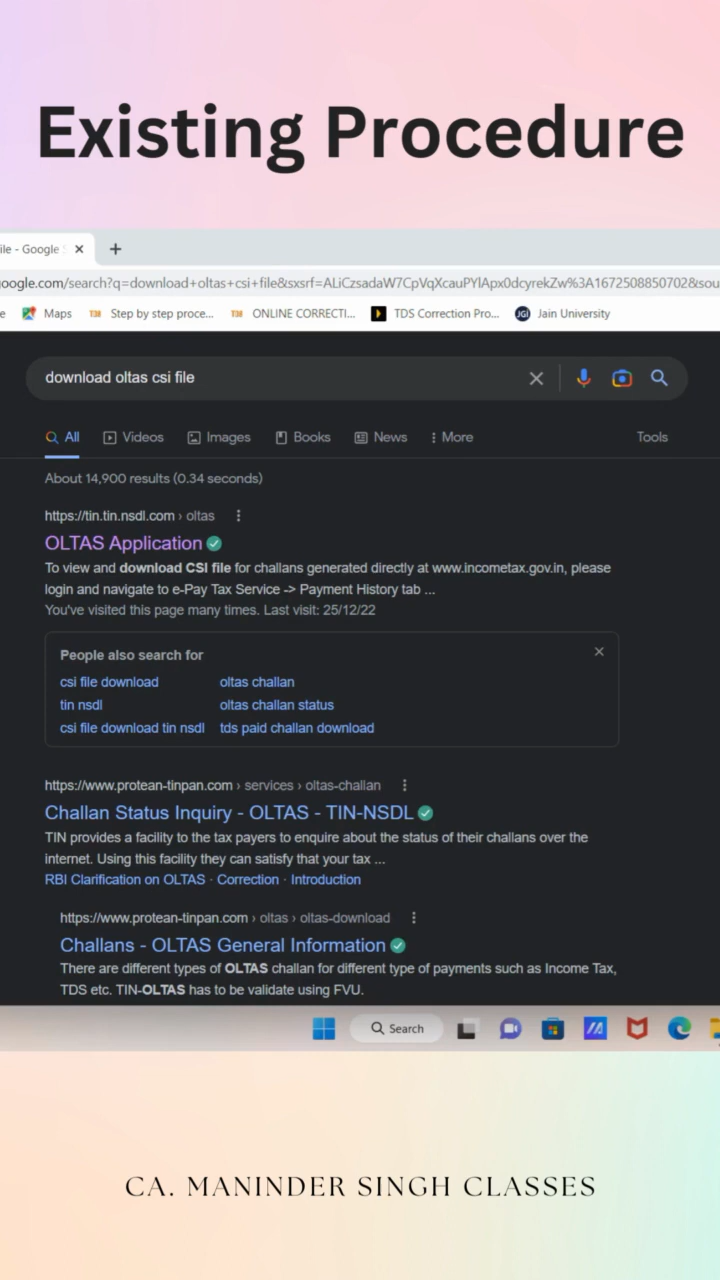 Existing Procedure
ile - Google
oogle.com/search?q=download+oltas+csi+file&sxsrf=ALiCzsadaW7CpVqXcauPYlApx0dcyrekZw%3A1672508850702&sou
e Maps Step by step proce... ONLINE CORRECTI... TDS Correction Pro... JGI Jain University
download oltas csi file
All Videos Images Books News More Tools
About 14,900 results (0.34 seconds)
https://tin.tin.nsdl.com › oltas
OLTAS Application
To view and download CSI file for challans generated directly at www.incometax.gov.in, please
login and navigate to e-Pay Tax Service -> Payment History tab ...
You've visited this page many times. Last visit: 25/12/22
People also search for
csi file download oltas challan
tin nsdl oltas challan status
csi file download tin nsdl tds paid challan download
https://www.protean-tinpan.com › services › oltas-challan
Challan Status Inquiry - OLTAS - TIN-NSDL
TIN provides a facility to the tax payers to enquire about the status of their challans over the
internet. Using this facility they can satisfy that your tax ...
RBI Clarification on OLTAS · Correction · Introduction
https://www.protean-tinpan.com › oltas › oltas-download
Challans - OLTAS General Information
There are different types of OLTAS challan for different type of payments such as Income Tax,
TDS etc. TIN-OLTAS has to be validate using FVU.
Search
CA. MANINDER SINGH CLASSES